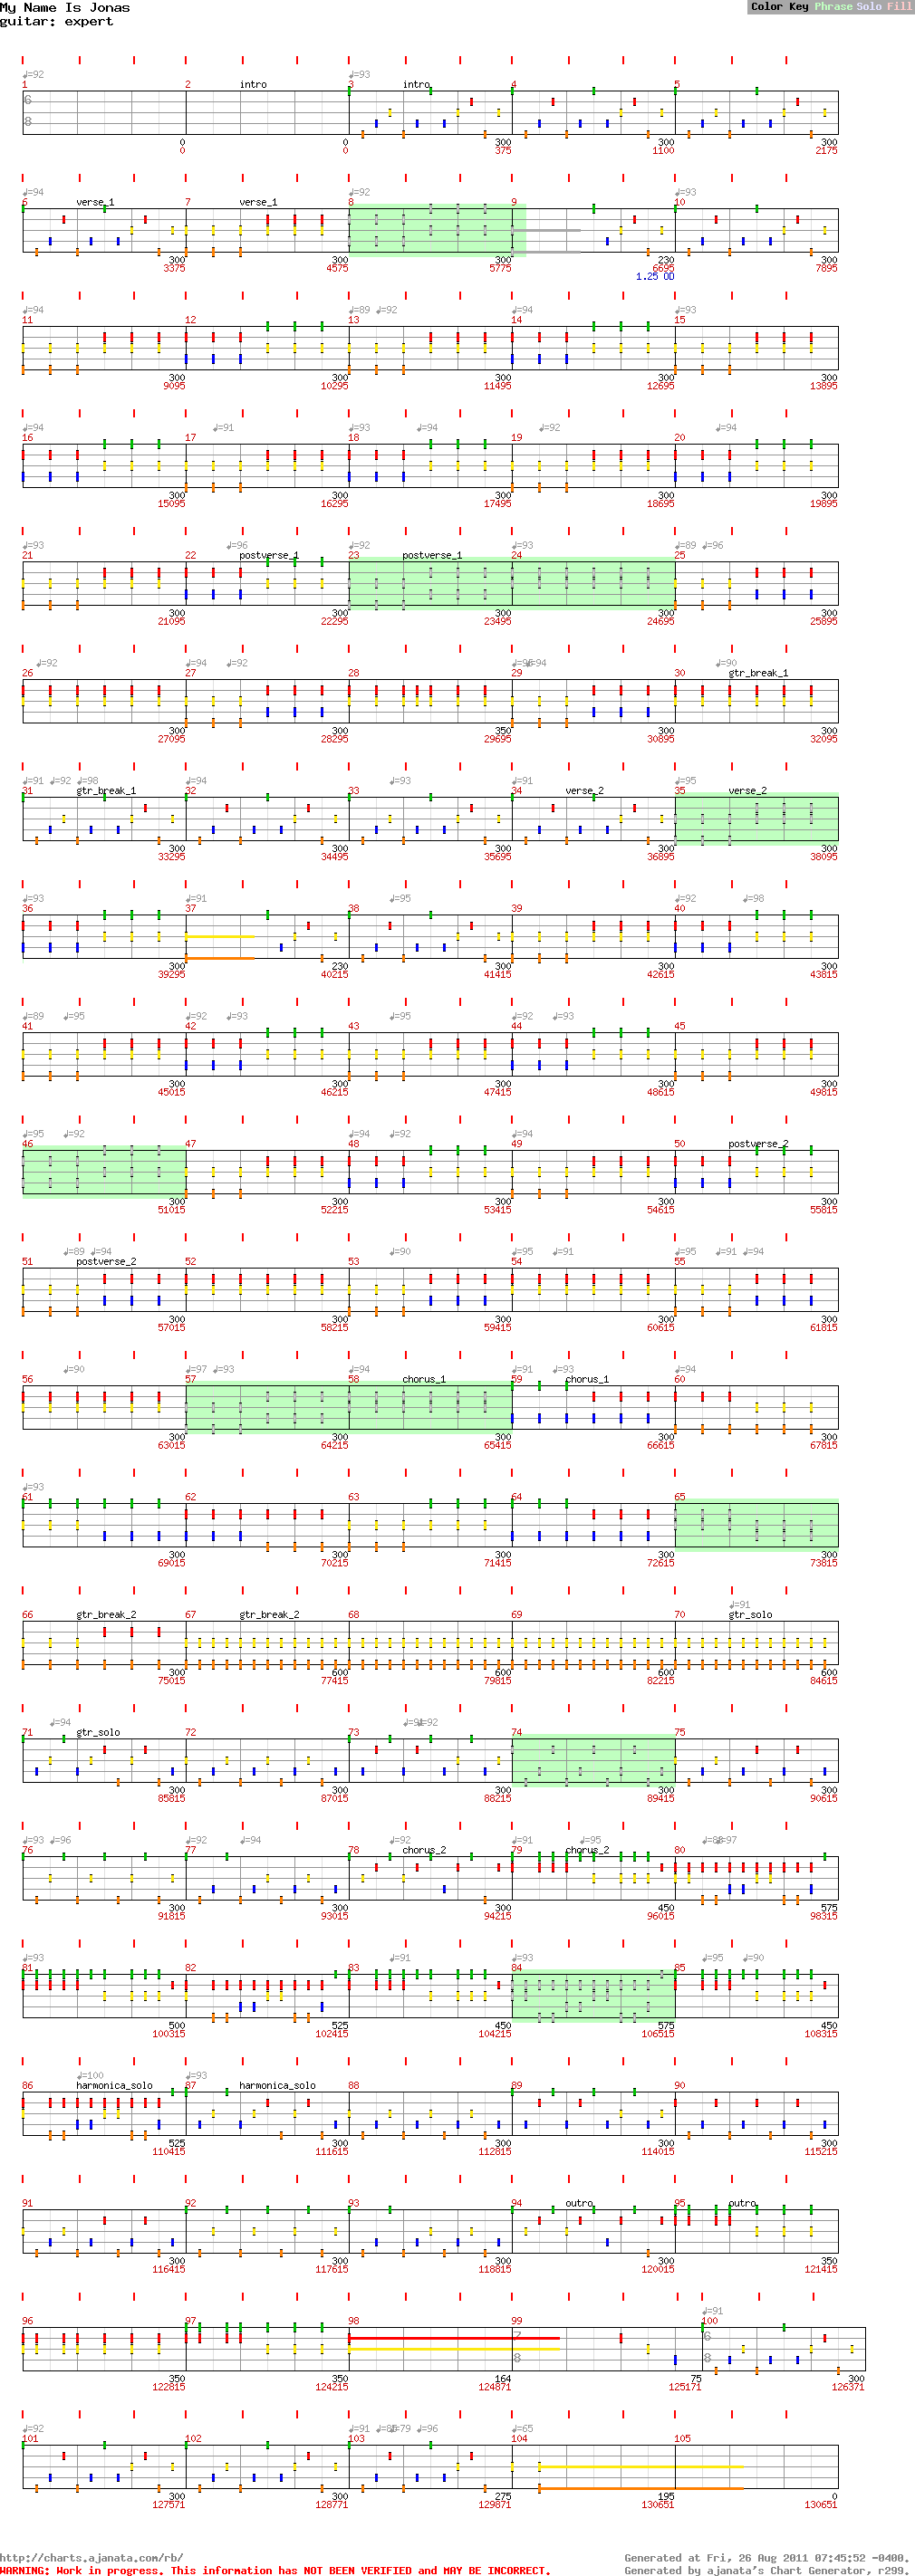 My Name Is Jonas
guitar: expert
Color Key Phrase Solo Fill
♩=92 ♩=93
1 2 intro 3 intro 4 5
6
8
0 0 300 300 300
0 0 375 1100 2175
♩=94 ♩=92 ♩=93
6 verse_1 7 verse_1 8 9 10
300 300 300 230 300
3375 4575 5775 6695 7895
1.25 OD
♩=94 ♩=89 ♩=92 ♩=94 ♩=93
11 12 13 14 15
300 300 300 300 300
9095 10295 11495 12695 13895
♩=94 ♩=91 ♩=93 ♩=94 ♩=92 ♩=94
16 17 18 19 20
300 300 300 300 300
15095 16295 17495 18695 19895
♩=93 ♩=96 ♩=92 ♩=93 ♩=89 ♩=96
21 22 postverse_1 23 postverse_1 24 25
300 300 300 300 300
21095 22295 23495 24695 25895
♩=92 ♩=94 ♩=92 ♩=94 ♩=90
26 27 28 29 30 gtr_break_1
300 300 350 300 300
27095 28295 29695 30895 32095
♩=91 ♩=92 ♩=98 ♩=94 ♩=93 ♩=91 ♩=95
31 gtr_break_1 32 33 34 verse_2 35 verse_2
300 300 300 300 300
33295 34495 35695 36895 38095
♩=93 ♩=91 ♩=95 ♩=92 ♩=98
36 37 38 39 40
300 230 300 300 300
39295 40215 41415 42615 43815
♩=89 ♩=95 ♩=92 ♩=93 ♩=95 ♩=92 ♩=93
41 42 43 44 45
300 300 300 300 300
45015 46215 47415 48615 49815
♩=95 ♩=92 ♩=94 ♩=92 ♩=94
46 47 48 49 50 postverse_2
300 300 300 300 300
51015 52215 53415 54615 55815
♩=89 ♩=94 ♩=90 ♩=95 ♩=91 ♩=95 ♩=91 ♩=94
51 postverse_2 52 53 54 55
300 300 300 300 300
57015 58215 59415 60615 61815
♩=90 ♩=97 ♩=93 ♩=94 ♩=91 ♩=93 ♩=94
56 57 58 chorus_1 59 chorus_1 60
300 300 300 300 300
63015 64215 65415 66615 67815
♩=93
61 62 63 64 65
300 300 300 300 300
69015 70215 71415 72615 73815
♩=91
66 gtr_break_2 67 gtr_break_2 68 69 70 gtr_solo
300 600 600 600 600
75015 77415 79815 82215 84615
♩=94 ♩=92
71 gtr_solo 72 73 74 75
300 300 300 300 300
85815 87015 88215 89415 90615
♩=93 ♩=96 ♩=92 ♩=94 ♩=92 ♩=91 ♩=95 ♩=97
76 77 78 chorus_2 79 chorus_2 80
300 300 300 450 575
91815 93015 94215 96015 98315
♩=93 ♩=91 ♩=93 ♩=95 ♩=90
81 82 83 84 85
500 525 450 575 450
100315 102415 104215 106515 108315
♩=100 ♩=93
86 harmonica_solo 87 harmonica_solo 88 89 90
525 300 300 300 300
110415 111615 112815 114015 115215
91 92 93 94 outro 95 outro
300 300 300 300 350
116415 117615 118815 120015 121415
♩=91
96 97 98 99 100
7 6
8 8
350 350 164 75 300
122815 124215 124871 125171 126371
♩=92 ♩=91 ♩=79 ♩=96 ♩=65
101 102 103 104 105
300 300 275 195 0
127571 128771 129871 130651 130651
http://charts.ajanata.com/rb/ Generated at Fri, 26 Aug 2011 07:45:52 -0400.
WARNING: Work in progress. This information has NOT BEEN VERIFIED and MAY BE INCORRECT. Generated by ajanata's Chart Generator, r299.